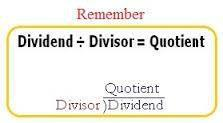 Remember
Dividend ÷ Divisor = Quotient
Quotient
Divisor )Dividend